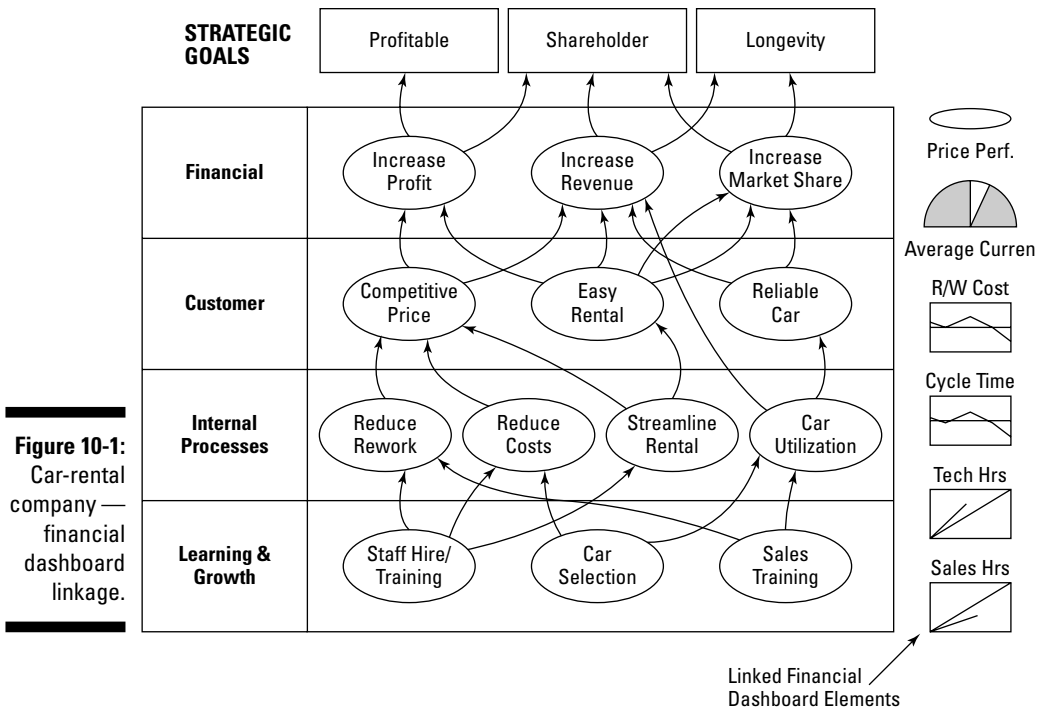 STRATEGIC
GOALS
Profitable
Shareholder
Longevity
Financial
Increase
Profit
Increase
Revenue
Increase
Market Share
Customer
Competitive
Price
Easy
Rental
Reliable
Car
Internal
Processes
Reduce
Rework
Reduce
Costs
Streamline
Rental
Car
Utilization
Learning &
Growth
Staff Hire/
Training
Car
Selection
Sales
Training
Price Perf.
Average Curren
R/W Cost
Cycle Time
Tech Hrs
Sales Hrs
Linked Financial
Dashboard Elements
Figure 10-1:
Car-rental
company —
financial
dashboard
linkage.